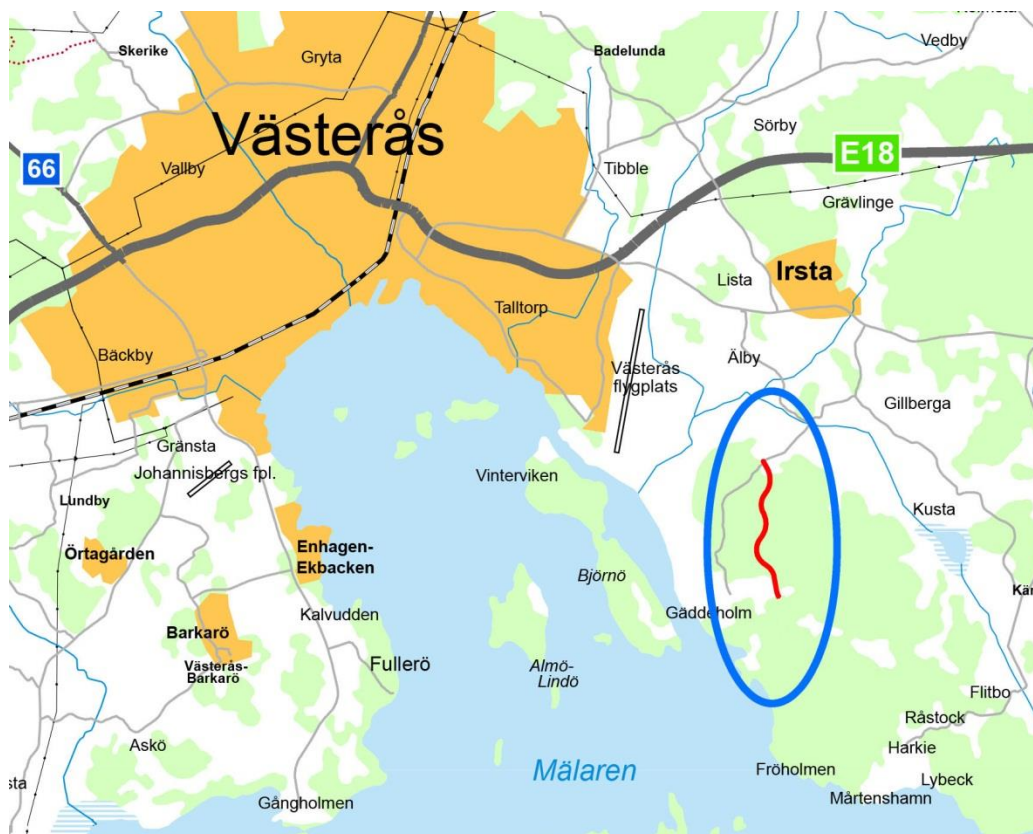 Skerike
Gryta
Badelunda
Vedby
Västerås
Sörby
66
Vallby
Tibble
E18
Grävlinge
Irsta
Lista
Talltorp
Bäckby
Västerås
flygplats
Älby
Gillberga
Gränsta
Johannisbergs fpl.
Vinterviken
Lundby
Kusta
Örtagården
Enhagen-
Ekbacken
Björnö
Kalvudden
Gäddeholm
Barkarö
Västerås-
Barkarö
Fullerö
Almö-
Lindö
Flitbo
Råstock
Askö
Harkie
Mälaren
Fröholmen
Lybeck
Gångholmen
Mårtenshamn